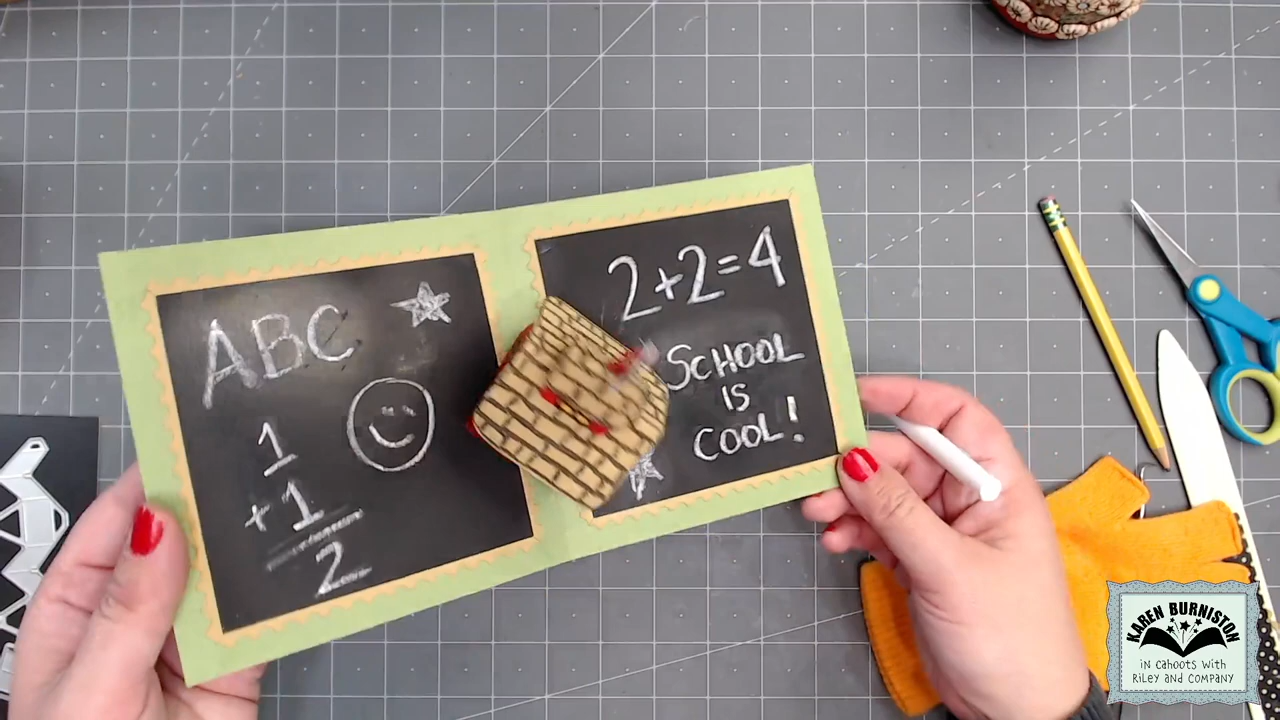 ABC
1
+ 1
2
2+2=4
SCHOOL
IS
COOL!
KAREN BURNISTON
IN CAHOOTS WITH
RILEY AND COMPANY